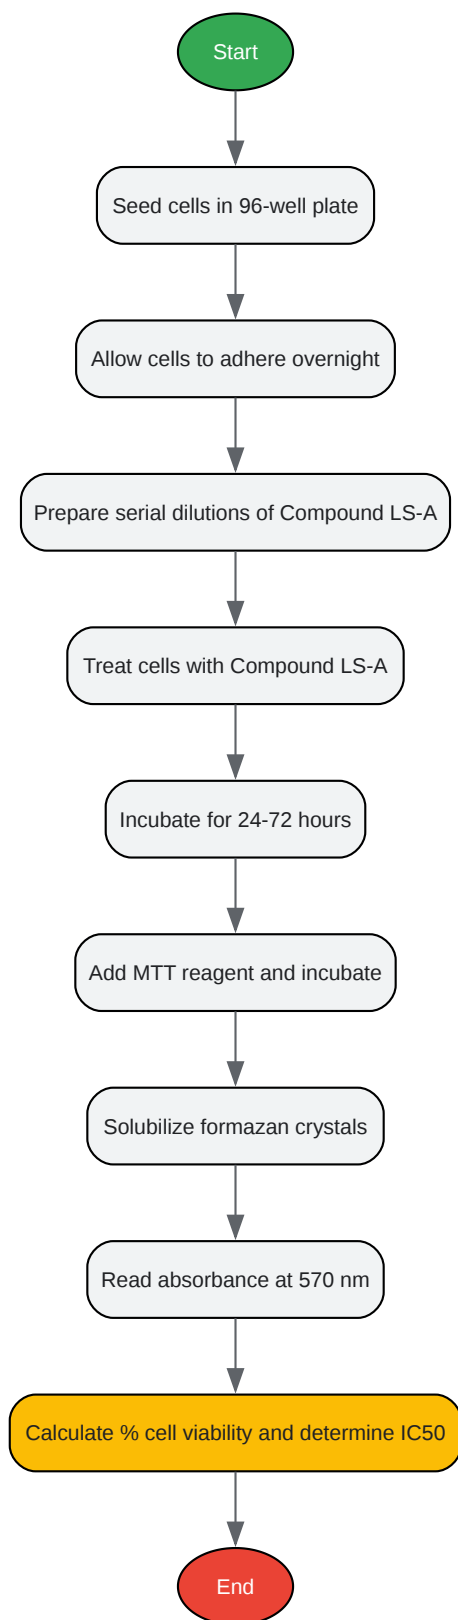 Start
Seed cells in 96-well plate
Allow cells to adhere overnight
Prepare serial dilutions of Compound LS-A
Treat cells with Compound LS-A
Incubate for 24-72 hours
Add MTT reagent and incubate
Solubilize formazan crystals
Read absorbance at 570 nm
Calculate % cell viability and determine IC50
End